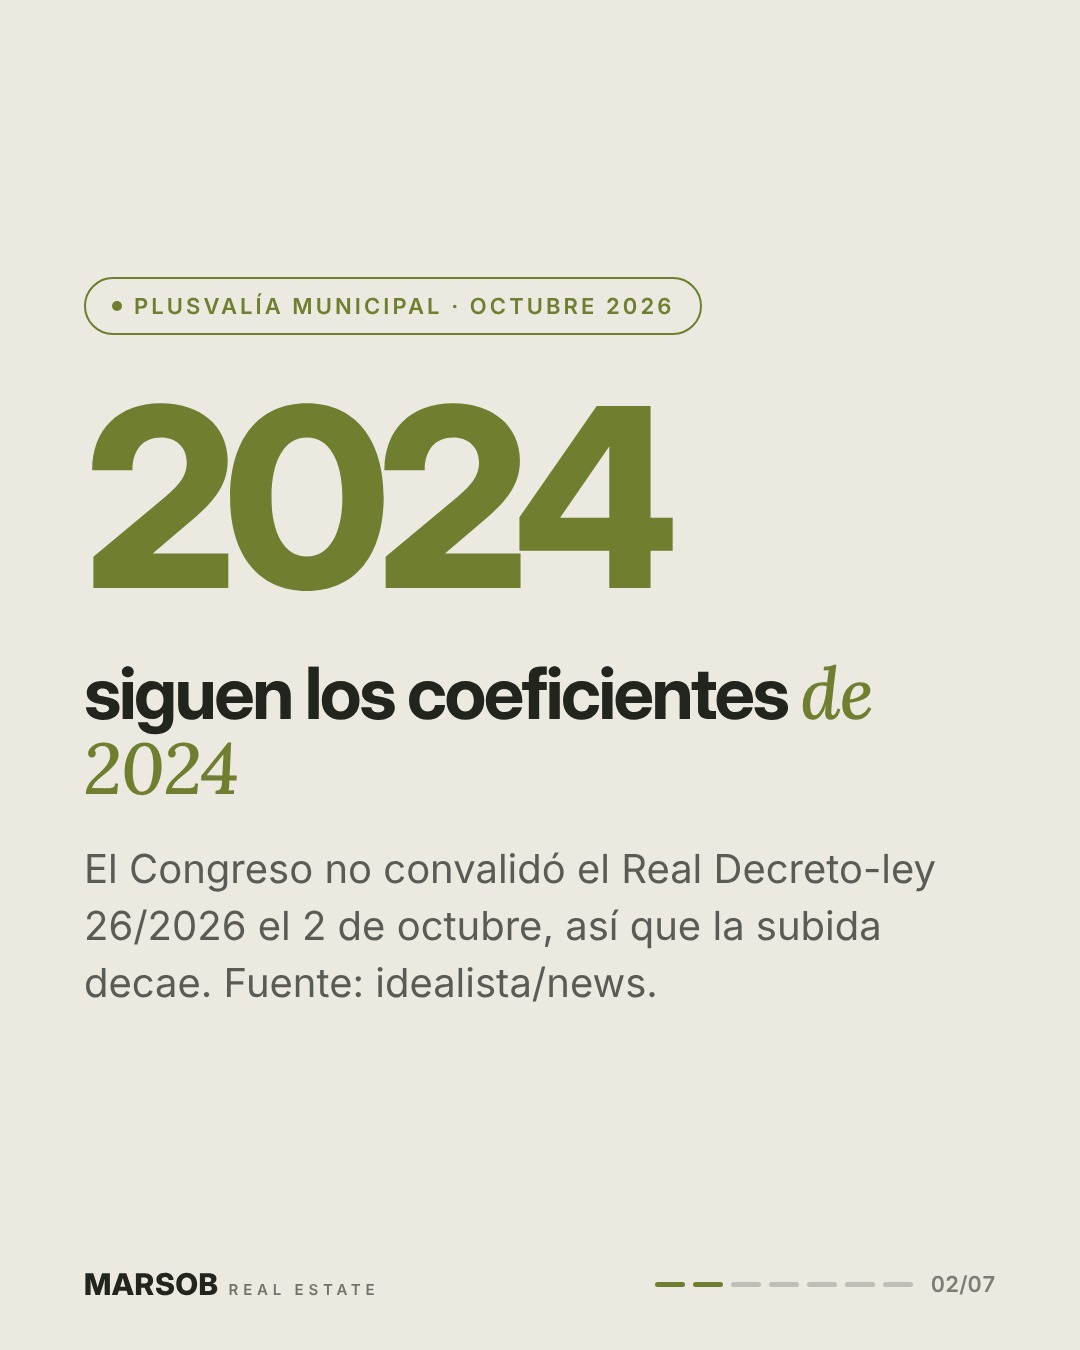 • PLUSVALÍA MUNICIPAL · OCTUBRE 2026
2024
siguen los coeficientes de
2024
El Congreso no convalidó el Real Decreto-ley
26/2026 el 2 de octubre, así que la subida
decae. Fuente: idealista/news.
MARSOB REAL ESTATE
02/07